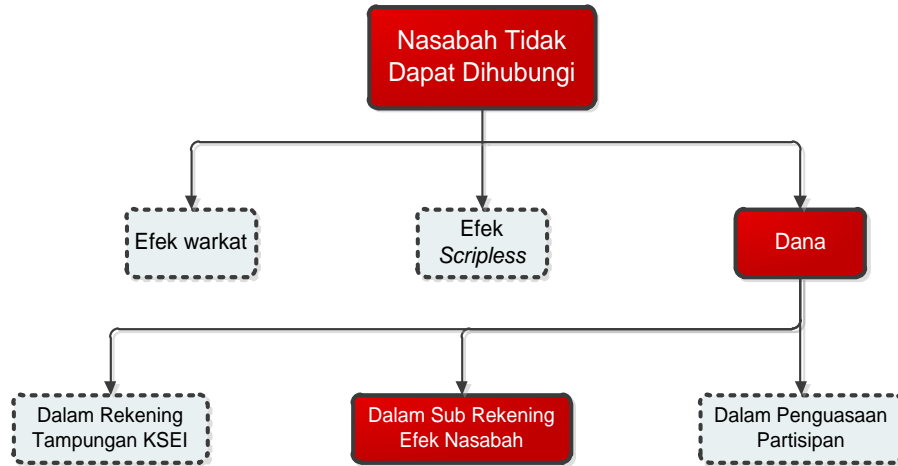 Nasabah Tidak
Dapat Dihubungi
Efek warkat
Efek
Scripless
Dana
Dalam Rekening
Tampungan KSEI
Dalam Sub Rekening
Efek Nasabah
Dalam Penguasaan
Partisipan